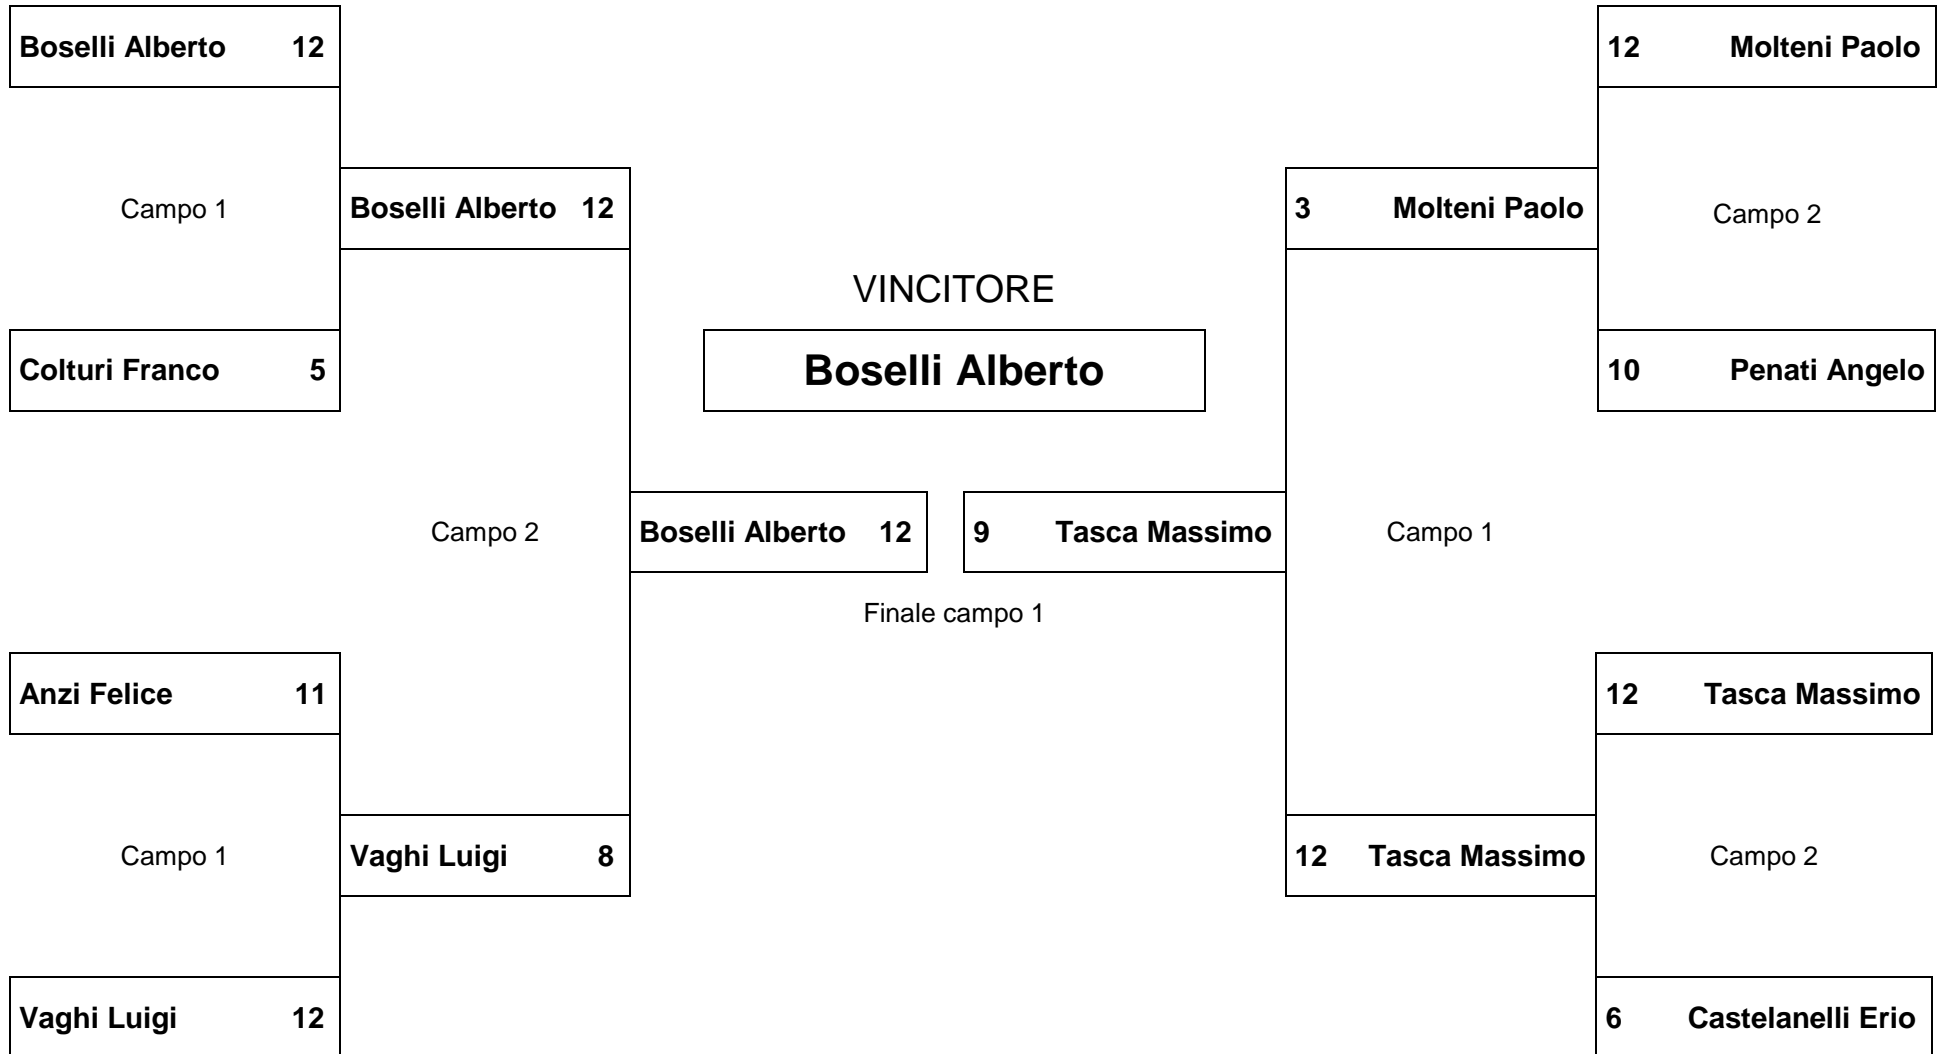 Boselli Alberto 12
12 Molteni Paolo
Campo 1
Boselli Alberto 12
3 Molteni Paolo
Campo 2
VINCITORE
Colturi Franco 5
Boselli Alberto
10 Penati Angelo
Campo 2
Boselli Alberto 12
9 Tasca Massimo
Campo 1
Finale campo 1
Anzi Felice 11
12 Tasca Massimo
Campo 1
Vaghi Luigi 8
12 Tasca Massimo
Campo 2
Vaghi Luigi 12
6 Castelanelli Erio